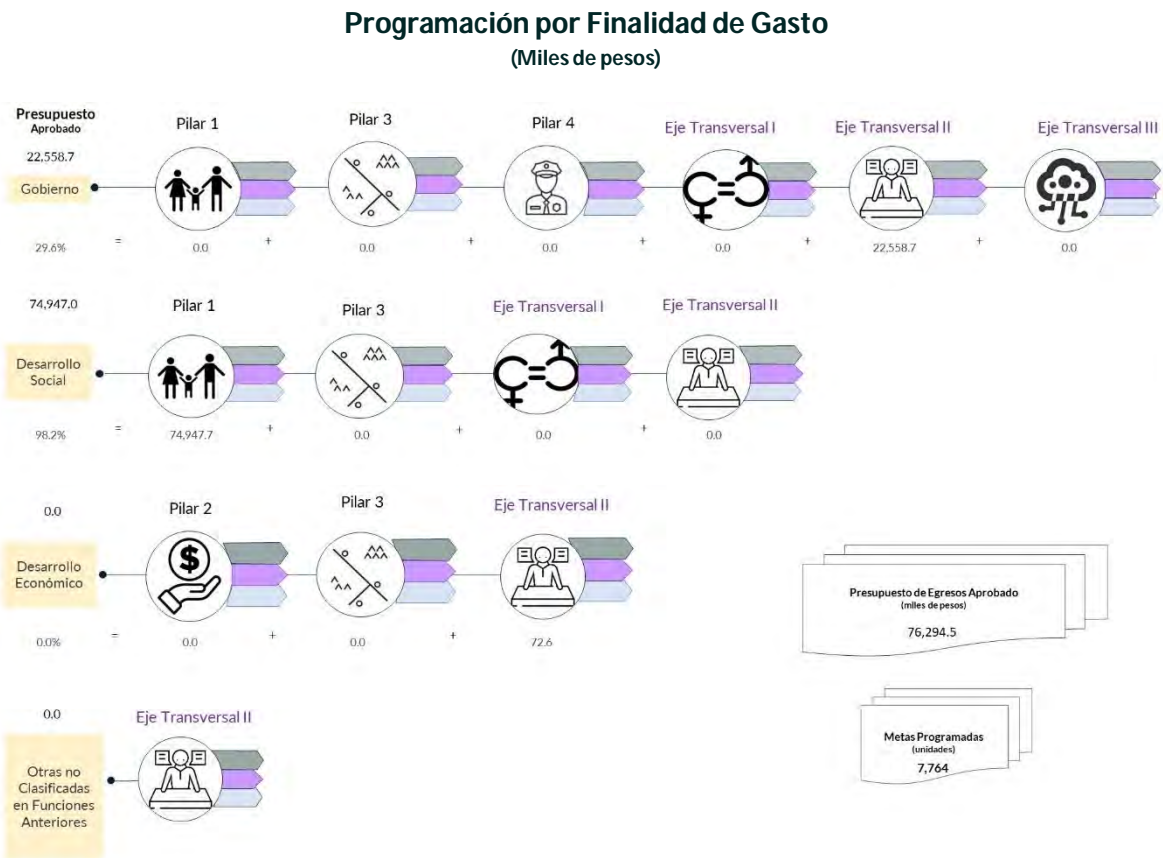 Programación por Finalidad de Gasto
(Miles de pesos)
Presupuesto
Aprobado
22,558.7
Gobierno
29.6%
=
Pilar 1
0.0
+
Pilar 3
0.0
+
Pilar 4
0.0
+
Eje Transversal I
0.0
+
Eje Transversal II
22,558.7
+
Eje Transversal III
0.0
74,947.0
Desarrollo
Social
98.2%
=
Pilar 1
74,947.7
+
Pilar 3
0.0
+
Eje Transversal I
0.0
+
Eje Transversal II
0.0
0.0
Desarrollo
Económico
0.0%
=
Pilar 2
0.0
+
Pilar 3
0.0
+
Eje Transversal II
72.6
Presupuesto de Egresos Aprobado
(miles de pesos)
76,294.5
0.0
Otras no
Clasificadas
en Funciones
Anteriores
Eje Transversal II
Metas Programadas
(unidades)
7,764